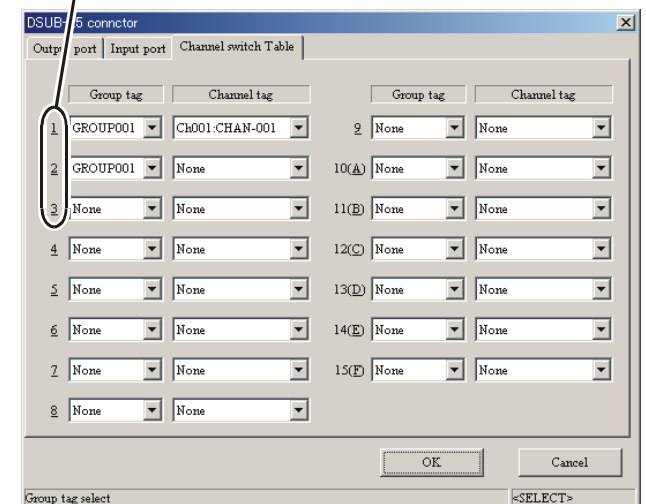 DSUB-25 connctor
Output port Input port Channel switch Table
Group tag Channel tag Group tag Channel tag
1 GROUP001 Ch001:CHAN-001 9 None None
2 GROUP001 None 10(A) None None
3 None None 11(B) None None
4 None None 12(C) None None
5 None None 13(D) None None
6 None None 14(E) None None
7 None None 15(F) None None
8 None None
OK Cancel
Group tag select <SELECT>